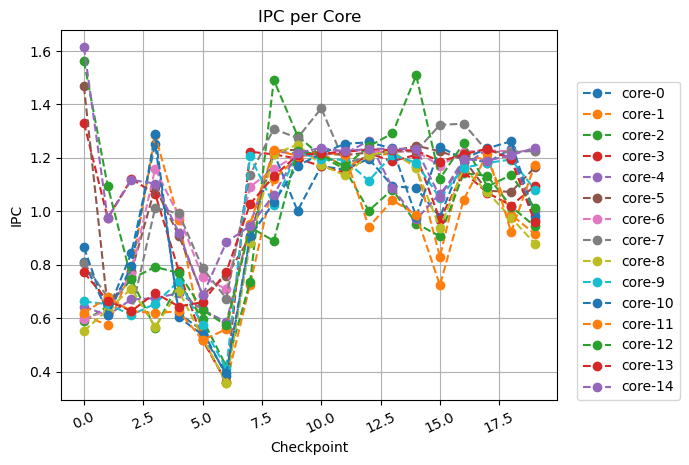 IPC per Core
IPC
1.6
1.4
1.2
1.0
0.8
0.6
0.4
0.0
2.5
5.0
7.5
10.0
12.5
15.0
17.5
Checkpoint
core-0
core-1
core-2
core-3
core-4
core-5
core-6
core-7
core-8
core-9
core-10
core-11
core-12
core-13
core-14